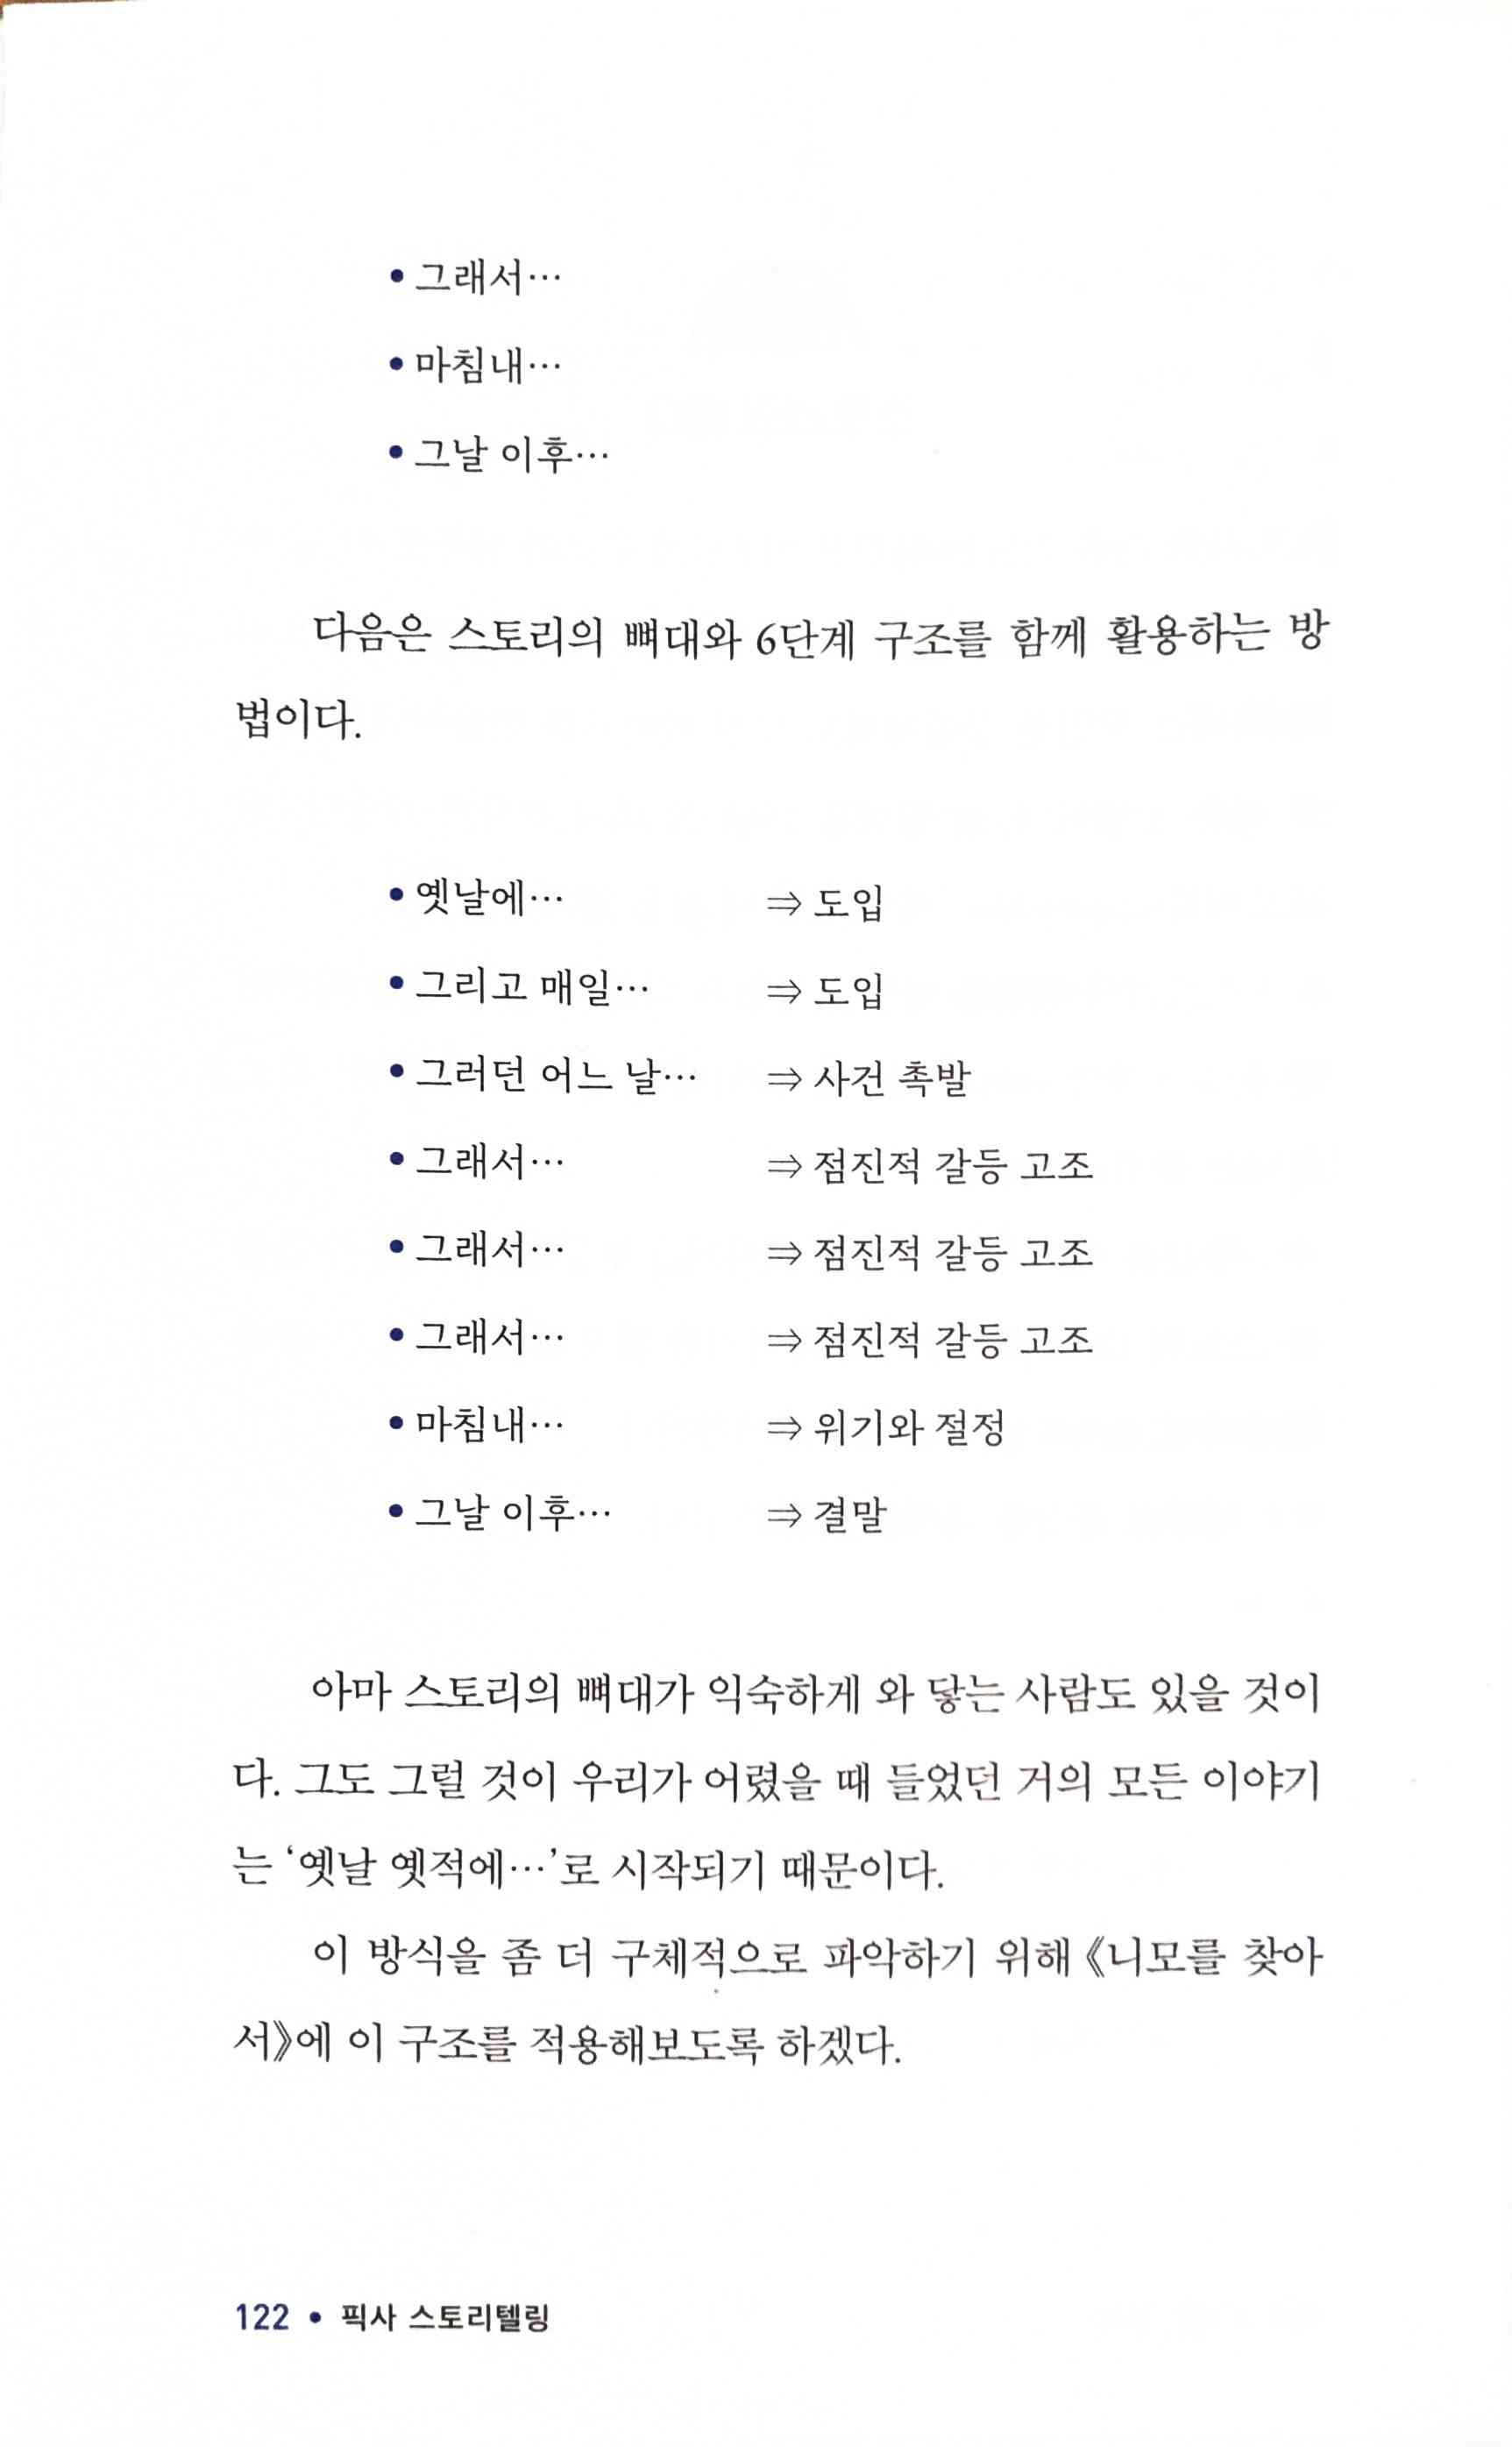 • 그래서…
• 마침내…
• 그날 이후…
다음은 스토리의 뼈대와 6단계 구조를 함께 활용하는 방
법이다.
• 옛날에… ⇒ 도입
• 그리고 매일… ⇒ 도입
• 그러던 어느 날… ⇒ 사건 촉발
• 그래서… ⇒ 점진적 갈등 고조
• 그래서… ⇒ 점진적 갈등 고조
• 그래서… ⇒ 점진적 갈등 고조
• 마침내… ⇒ 위기와 절정
• 그날 이후… ⇒ 결말
아마 스토리의 뼈대가 익숙하게 와 닿는 사람도 있을 것이
다. 그도 그럴 것이 우리가 어렸을 때 들었던 거의 모든 이야기
는 ‘옛날 옛적에…’로 시작되기 때문이다.
이 방식을 좀 더 구체적으로 파악하기 위해 《니모를 찾아
서》에 이 구조를 적용해보도록 하겠다.
122 • 픽사 스토리텔링